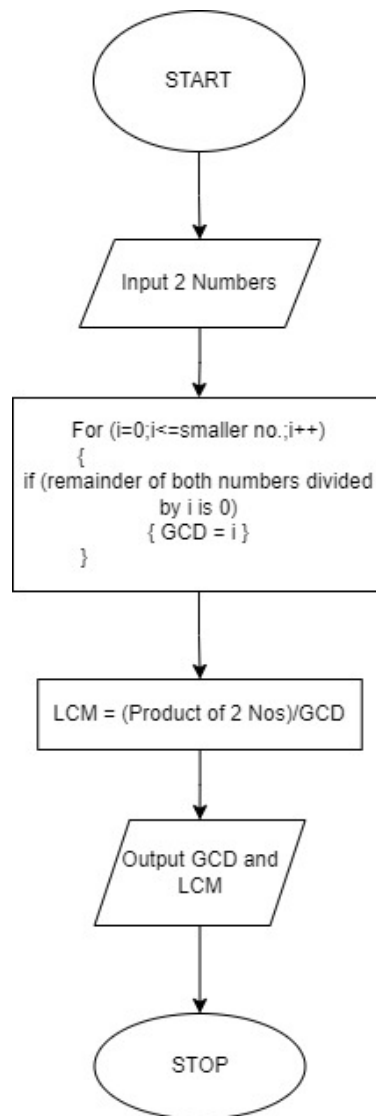 START
Input 2 Numbers
For (i=0;i<=smaller no.;i++)
{
if (remainder of both numbers divided
by i is 0)
{ GCD = i }
}
LCM = (Product of 2 Nos)/GCD
Output GCD and
LCM
STOP